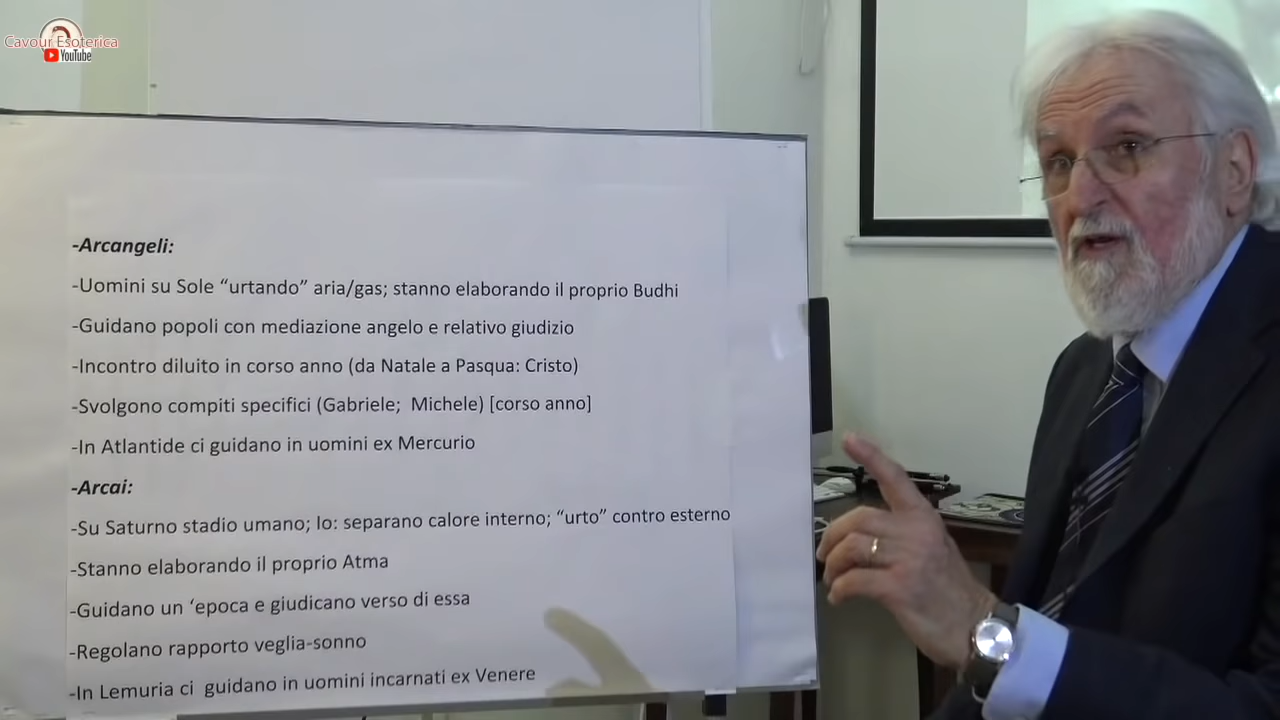 Cavour Esoterica
YouTube
-Arcangeli:
-Uomini su Sole “urtando” aria/gas; stanno elaborando il proprio Budhi
-Guidano popoli con mediazione angelo e relativo giudizio
-Incontro diluito in corso anno (da Natale a Pasqua: Cristo)
-Svolgono compiti specifici (Gabriele;  Michele) [corso anno]
-In Atlantide ci guidano in uomini ex Mercurio
-Arcai:
-Su Saturno stadio umano; Io: separano calore interno; “urto” contro esterno
-Stanno elaborando il proprio Atma
-Guidano un ‘epoca e giudicano verso di essa
-Regolano rapporto veglia-sonno
-In Lemuria ci  guidano in uomini incarnati ex Venere